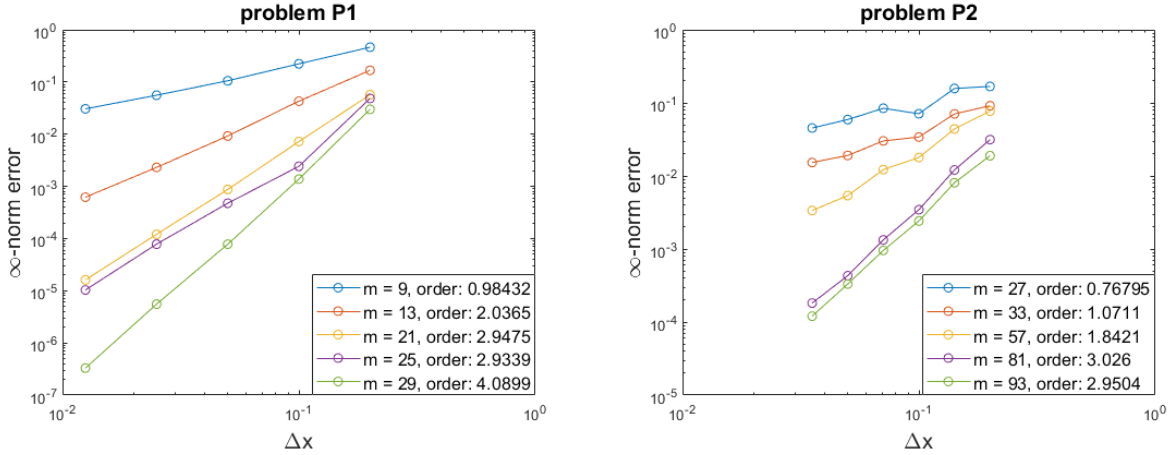 problem P1
10^0
10^-1
10^-2
10^-3
10^-4
10^-5
10^-6
10^-7
∞-norm error
m = 9, order: 0.98432
m = 13, order: 2.0365
m = 21, order: 2.9475
m = 25, order: 2.9339
m = 29, order: 4.0899
10^-2
10^-1
10^0
Δx
problem P2
10^0
10^-1
10^-2
10^-3
10^-4
10^-5
∞-norm error
m = 27, order: 0.76795
m = 33, order: 1.0711
m = 57, order: 1.8421
m = 81, order: 3.026
m = 93, order: 2.9504
10^-2
10^-1
10^0
Δx